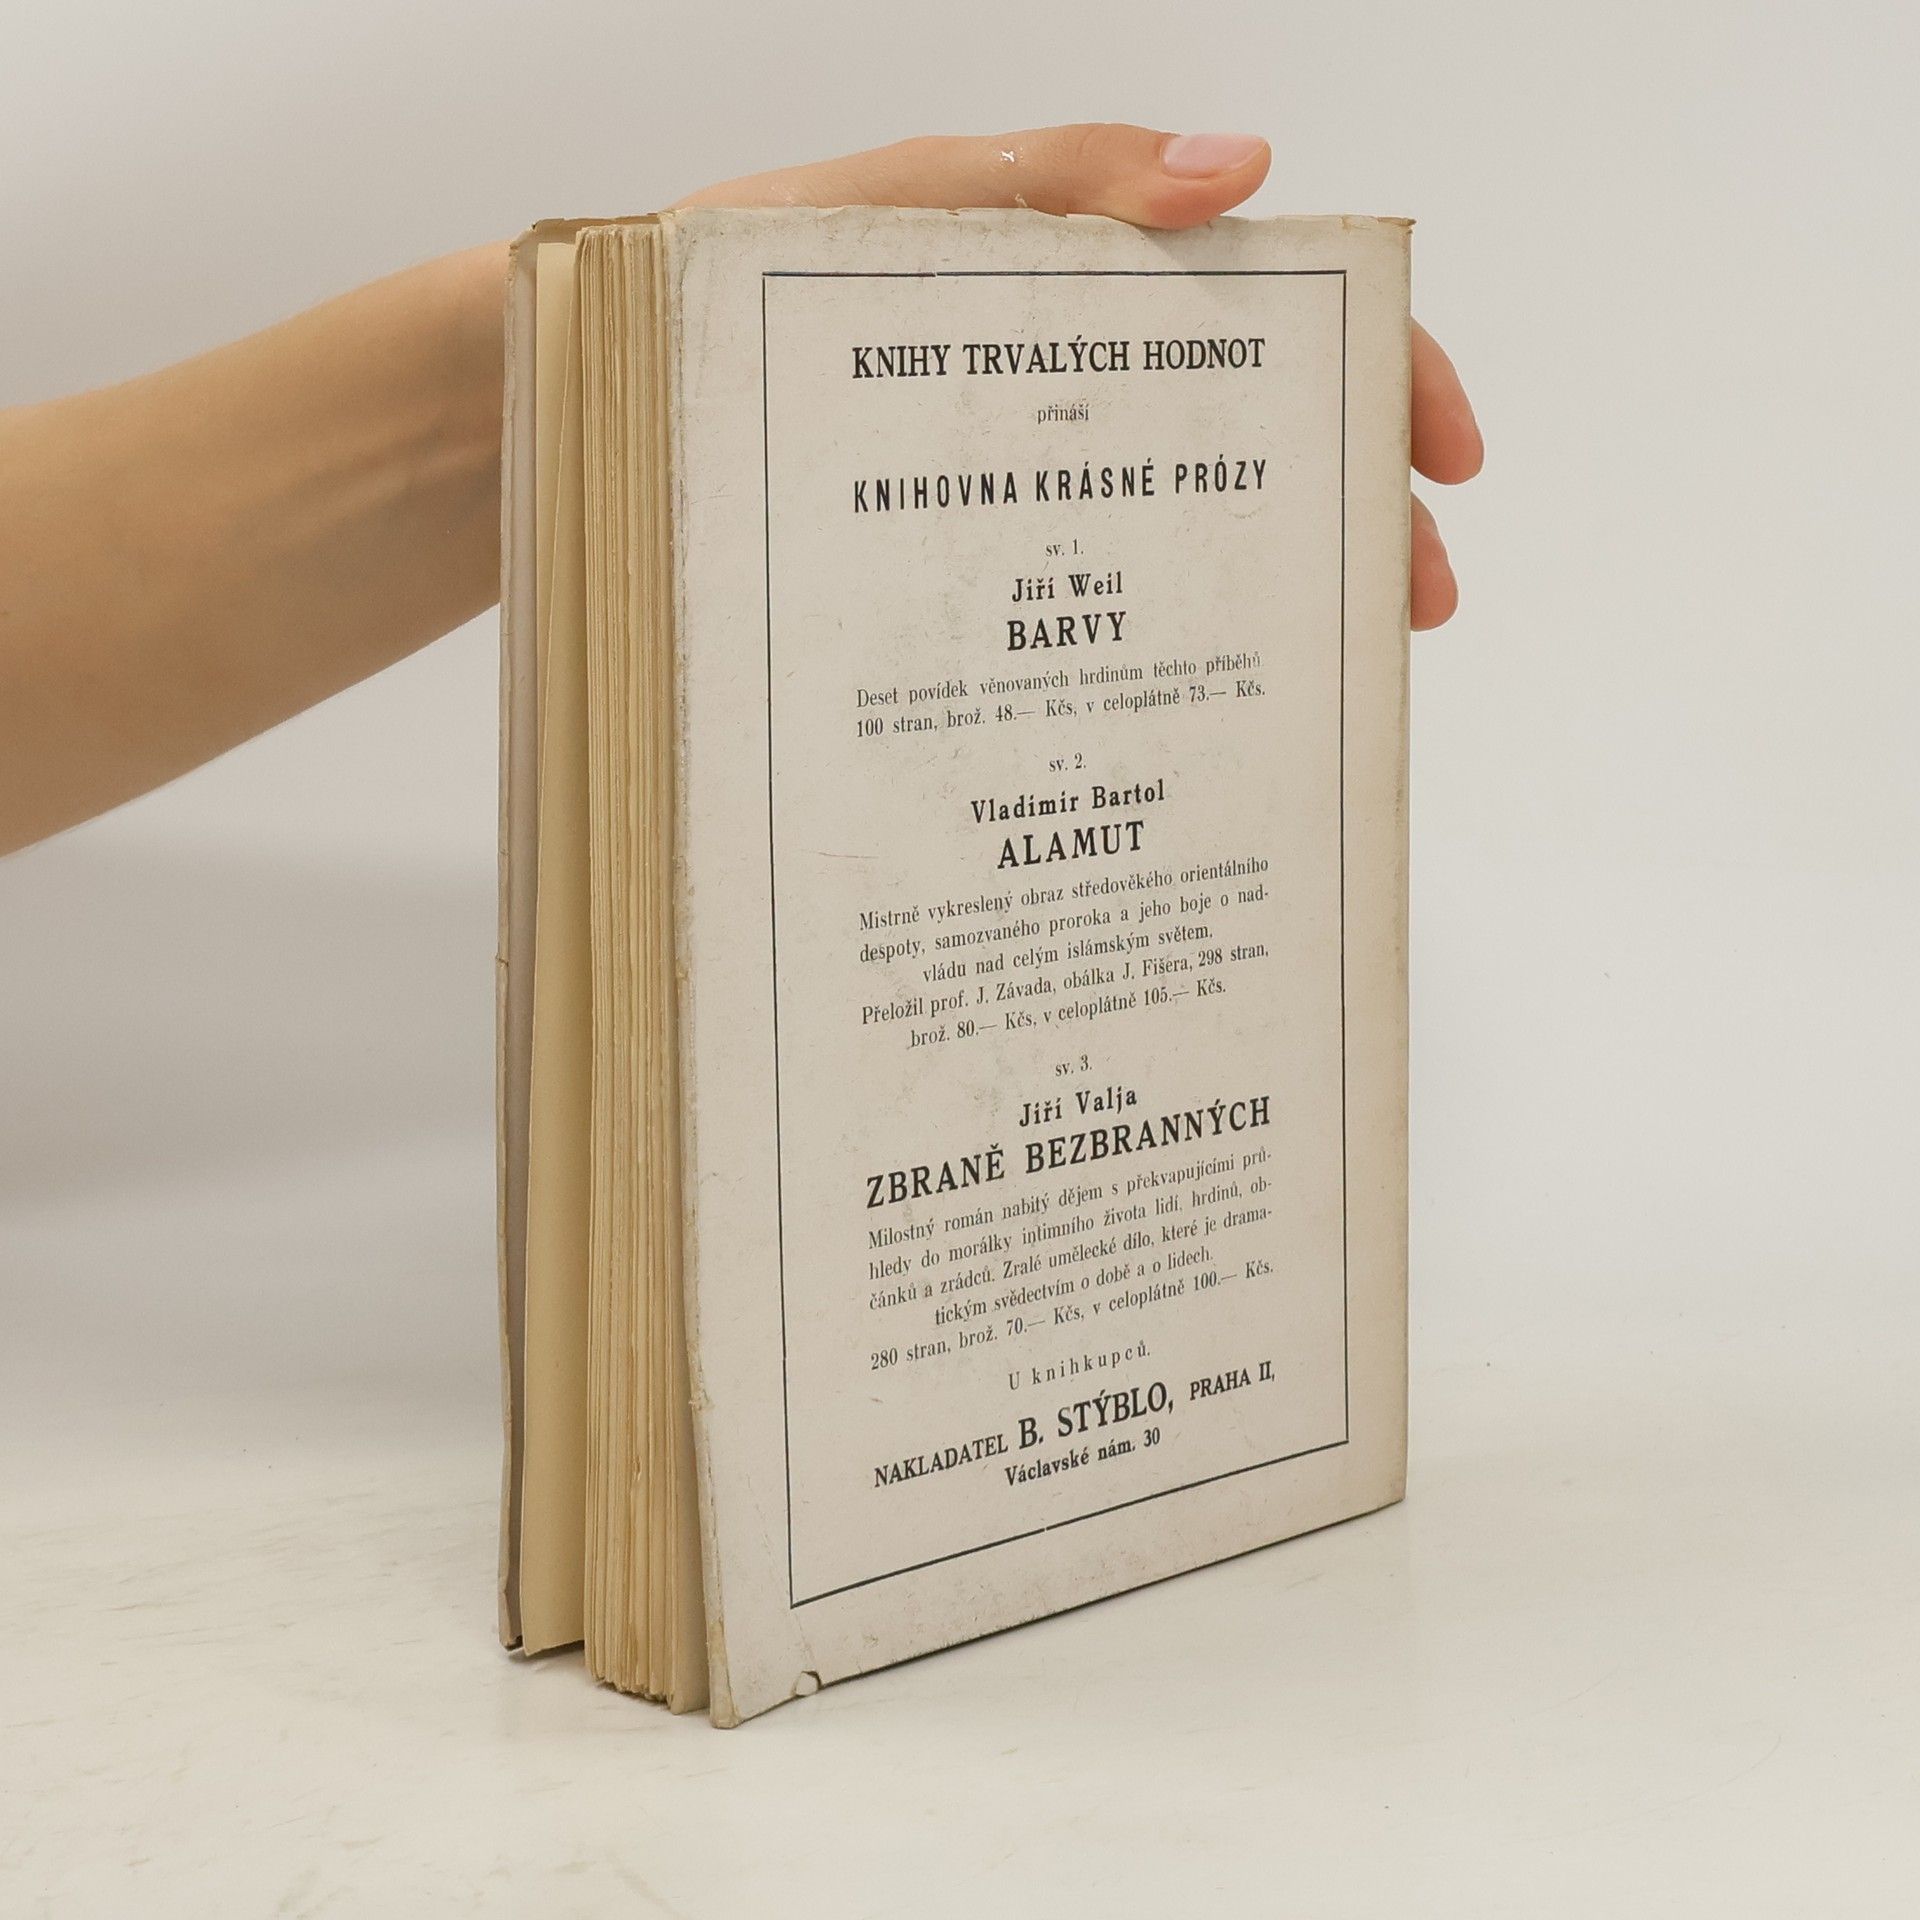 KNIHY TRVALÝCH HODNOT
přináší
KNIHOVNA KRÁSNÉ PRÓZY
sv. 1.
Jiří Weil
BARVY
Deset povídek věnovaných hrdinům těchto příběhů
100 stran, brož. 48.— Kčs, v celoplátně 73.— Kčs.
sv. 2.
Vladimir Bartol
ALAMUT
Mistrně vykreslený obraz středověkého orientálního
despoty, samozvaného proroka a jeho boje o nad-
vládu nad celým islámským světem.
Přeložil prof. J. Závada, obálka J. Fišera, 298 stran,
brož. 80.— Kčs, v celoplátně 105.— Kčs.
sv. 3.
Jiří Valja
ZBRANĚ BEZBRANNÝCH
Milostný román nabitý dějem s překvapujícími prů-
hledy do morálky intimního života lidí, hrdinů, ob-
čánků a zrádců. Zralé umělecké dílo, které je drama-
tickým svědectvím o době a o lidech.
280 stran, brož. 70.— Kčs, v celoplátně 100.— Kčs.
U knihkupců.
NAKLADATEL B. STÝBLO, PRAHA II,
Václavské nám. 30